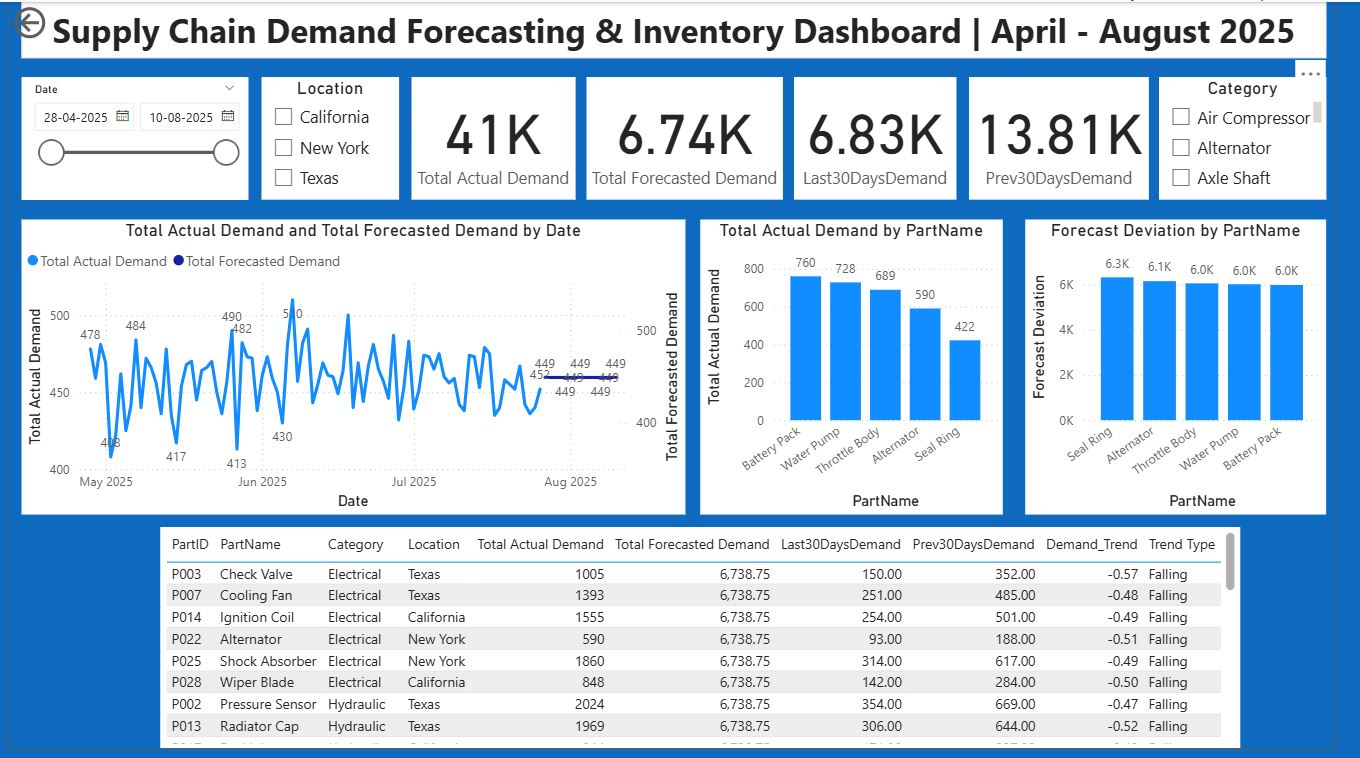 Supply Chain Demand Forecasting & Inventory Dashboard | April - August 2025
Date
28-04-2025 10-08-2025
Location
California
New York
Texas
41K
Total Actual Demand
6.74K
Total Forecasted Demand
6.83K
Last30DaysDemand
13.81K
Prev30DaysDemand
Category
Air Compressor
Alternator
Axle Shaft
Total Actual Demand and Total Forecasted Demand by Date
Total Actual Demand Total Forecasted Demand
Total Actual Demand
500
450
400
478
408
484
417
490
482
413
430
510
452
449 449 449
449 449
449 449
500
400
Total Forecasted Demand
May 2025 Jun 2025 Jul 2025 Aug 2025
Date
Total Actual Demand by PartName
Total Actual Demand
800
600
400
200
0
760
728
689
590
422
Battery Pack
Water Pump
Throttle Body
Alternator
Seal Ring
PartName
Forecast Deviation by PartName
Forecast Deviation
6K
4K
2K
0K
6.3K
6.1K
6.0K
6.0K
6.0K
Seal Ring
Alternator
Throttle Body
Water Pump
Battery Pack
PartName
PartID PartName Category Location Total Actual Demand Total Forecasted Demand Last30DaysDemand Prev30DaysDemand Demand_Trend Trend Type
P003 Check Valve Electrical Texas 1005 6,738.75 150.00 352.00 -0.57 Falling
P007 Cooling Fan Electrical Texas 1393 6,738.75 251.00 485.00 -0.48 Falling
P014 Ignition Coil Electrical California 1555 6,738.75 254.00 501.00 -0.49 Falling
P022 Alternator Electrical New York 590 6,738.75 93.00 188.00 -0.51 Falling
P025 Shock Absorber Electrical New York 1860 6,738.75 314.00 617.00 -0.49 Falling
P028 Wiper Blade Electrical California 848 6,738.75 142.00 284.00 -0.50 Falling
P002 Pressure Sensor Hydraulic Texas 2024 6,738.75 354.00 669.00 -0.47 Falling
P013 Radiator Cap Hydraulic Texas 1969 6,738.75 306.00 644.00 -0.52 Falling